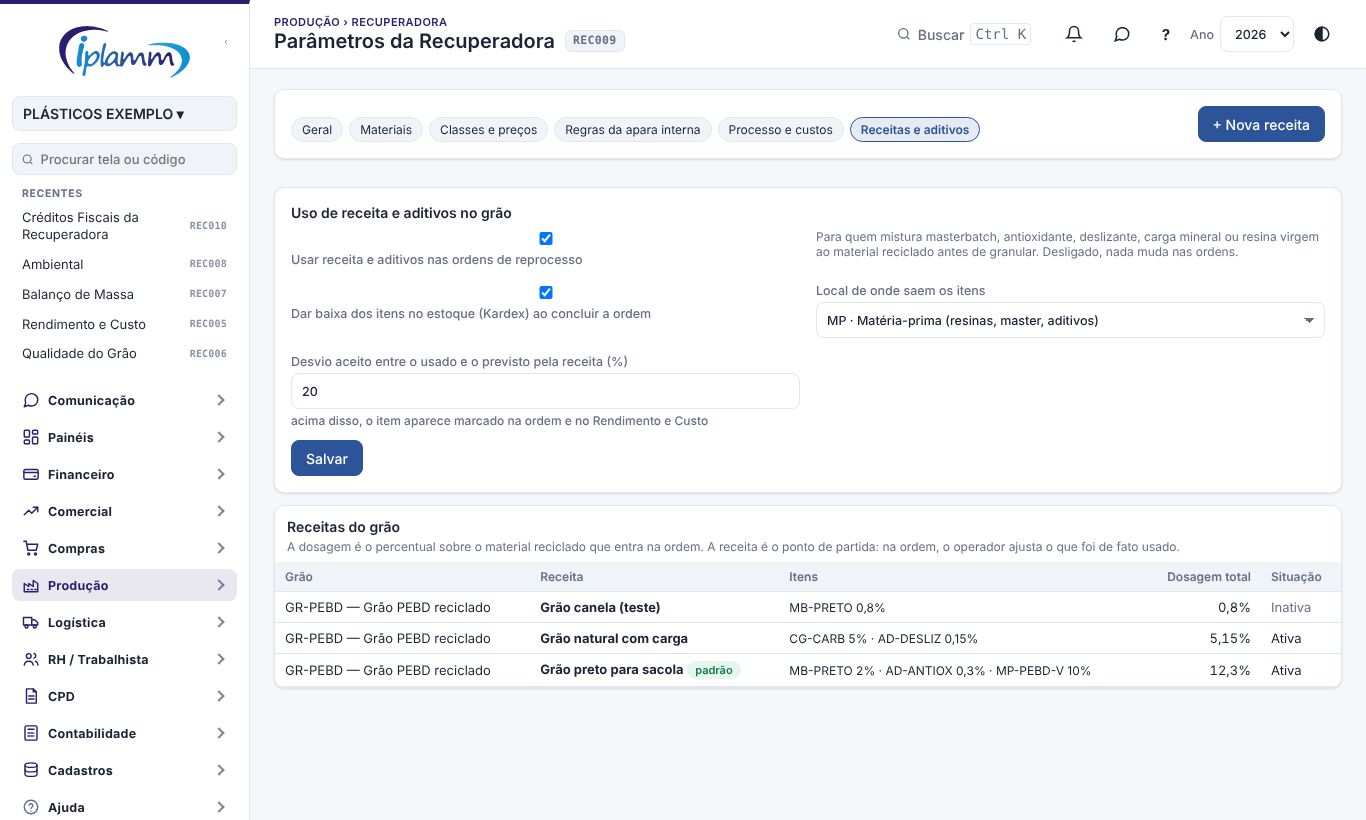 iplamm
PLÁSTICOS EXEMPLO ▾
Procurar tela ou código
RECENTES
Créditos Fiscais da Recuperadora REC010
Ambiental REC008
Balanço de Massa REC007
Rendimento e Custo REC005
Qualidade do Grão REC006
Comunicação
Painéis
Financeiro
Comercial
Compras
Produção
Logística
RH / Trabalhista
CPD
Contabilidade
Cadastros
Ajuda
PRODUÇÃO › RECUPERADORA
Parâmetros da Recuperadora REC009
Buscar Ctrl K
? Ano 2026
Geral Materiais Classes e preços Regras da apara interna Processo e custos Receitas e aditivos
+ Nova receita
Uso de receita e aditivos no grão
Usar receita e aditivos nas ordens de reprocesso
Para quem mistura masterbatch, antioxidante, deslizante, carga mineral ou resina virgem
ao material reciclado antes de granular. Desligado, nada muda nas ordens.
Dar baixa dos itens no estoque (Kardex) ao concluir a ordem
Local de onde saem os itens
MP · Matéria-prima (resinas, master, aditivos)
Desvio aceito entre o usado e o previsto pela receita (%)
20
acima disso, o item aparece marcado na ordem e no Rendimento e Custo
Salvar
Receitas do grão
A dosagem é o percentual sobre o material reciclado que entra na ordem. A receita é o ponto de partida: na ordem, o operador ajusta o que foi de fato usado.
Grão Receita Itens Dosagem total Situação
GR-PEBD — Grão PEBD reciclado Grão canela (teste) MB-PRETO 0,8% 0,8% Inativa
GR-PEBD — Grão PEBD reciclado Grão natural com carga CG-CARB 5% · AD-DESLIZ 0,15% 5,15% Ativa
GR-PEBD — Grão PEBD reciclado Grão preto para sacola padrão MB-PRETO 2% · AD-ANTIOX 0,3% · MP-PEBD-V 10% 12,3% Ativa